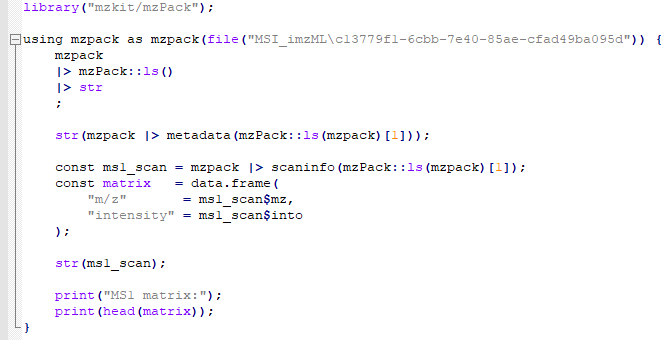 library("mzkit/mzPack");
using mzpack as mzpack(file("MSI_imzML\c13779f1-6cbb-7e40-85ae-cfad49ba095d")) {
mzpack
|> mzPack::ls()
|> str
;
str(mzpack |> metadata(mzPack::ls(mzpack)[1]));
const ms1_scan = mzpack |> scaninfo(mzPack::ls(mzpack)[1]);
const matrix   = data.frame(
"m/z"       = ms1_scan$mz,
"intensity" = ms1_scan$into
);
str(ms1_scan);
print("MS1 matrix:");
print(head(matrix));
}